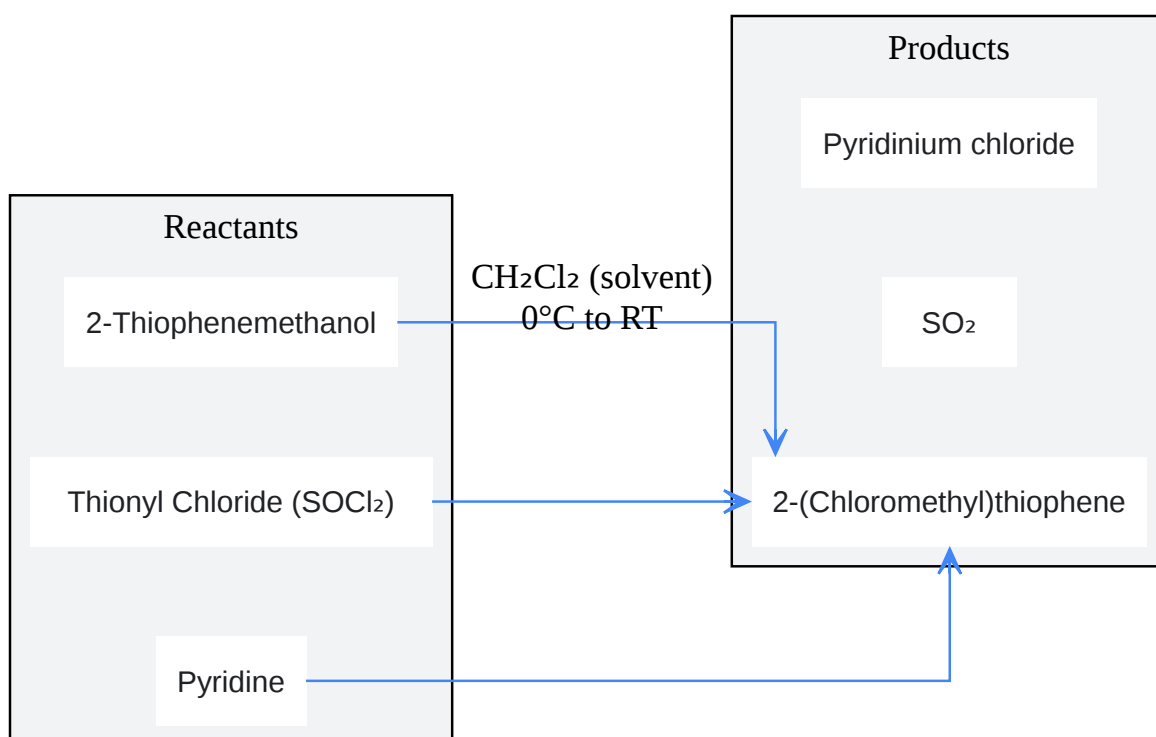 Reactants
2-Thiophenemethanol
Thionyl Chloride (SOCl₂)
Pyridine
CH₂Cl₂ (solvent)
0°C to RT
Products
Pyridinium chloride
SO₂
2-(Chloromethyl)thiophene